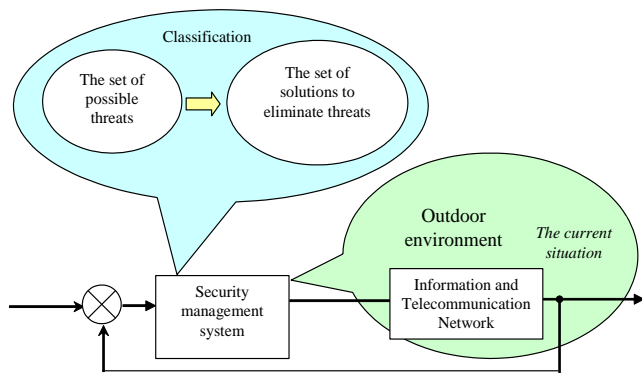 Classification
The set of
possible
threats
The set of
solutions to
eliminate threats
Outdoor
environment
The current
situation
Security
management
system
Information and
Telecommunication
Network